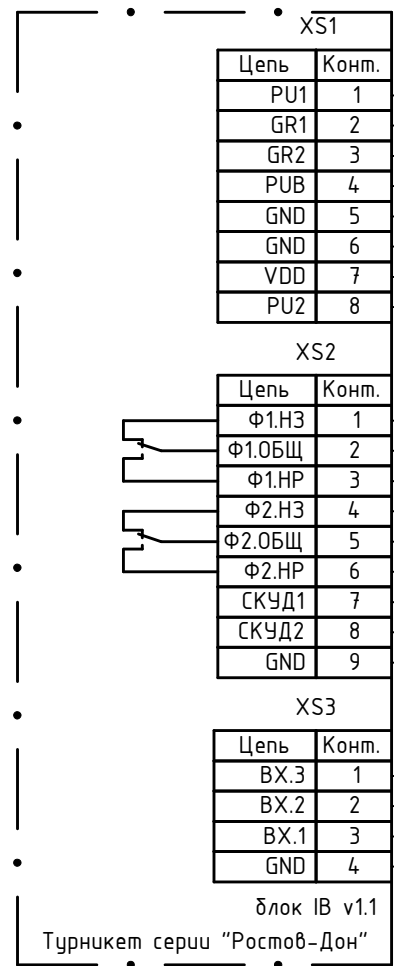 XS1
Цепь Конт.
PU1 1
GR1 2
GR2 3
PUB 4
GND 5
GND 6
VDD 7
PU2 8
XS2
Цепь Конт.
Ф1.НЗ 1
Ф1.ОБЩ 2
Ф1.НР 3
Ф2.НЗ 4
Ф2.ОБЩ 5
Ф2.НР 6
СКУД1 7
СКУД2 8
GND 9
XS3
Цепь Конт.
ВХ.3 1
ВХ.2 2
ВХ.1 3
GND 4
блок IB v1.1
Турникет серии "Ростов-Дон"